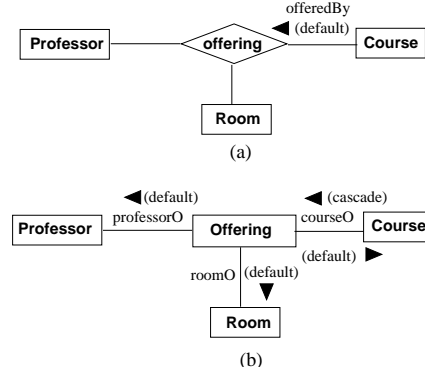 offeredBy
(default)
Professor
offering
Course
Room
(a)
(default)
(cascade)
professorO
courseO
Professor
Offering
Course
(default)
roomO
(default)
Room
(b)